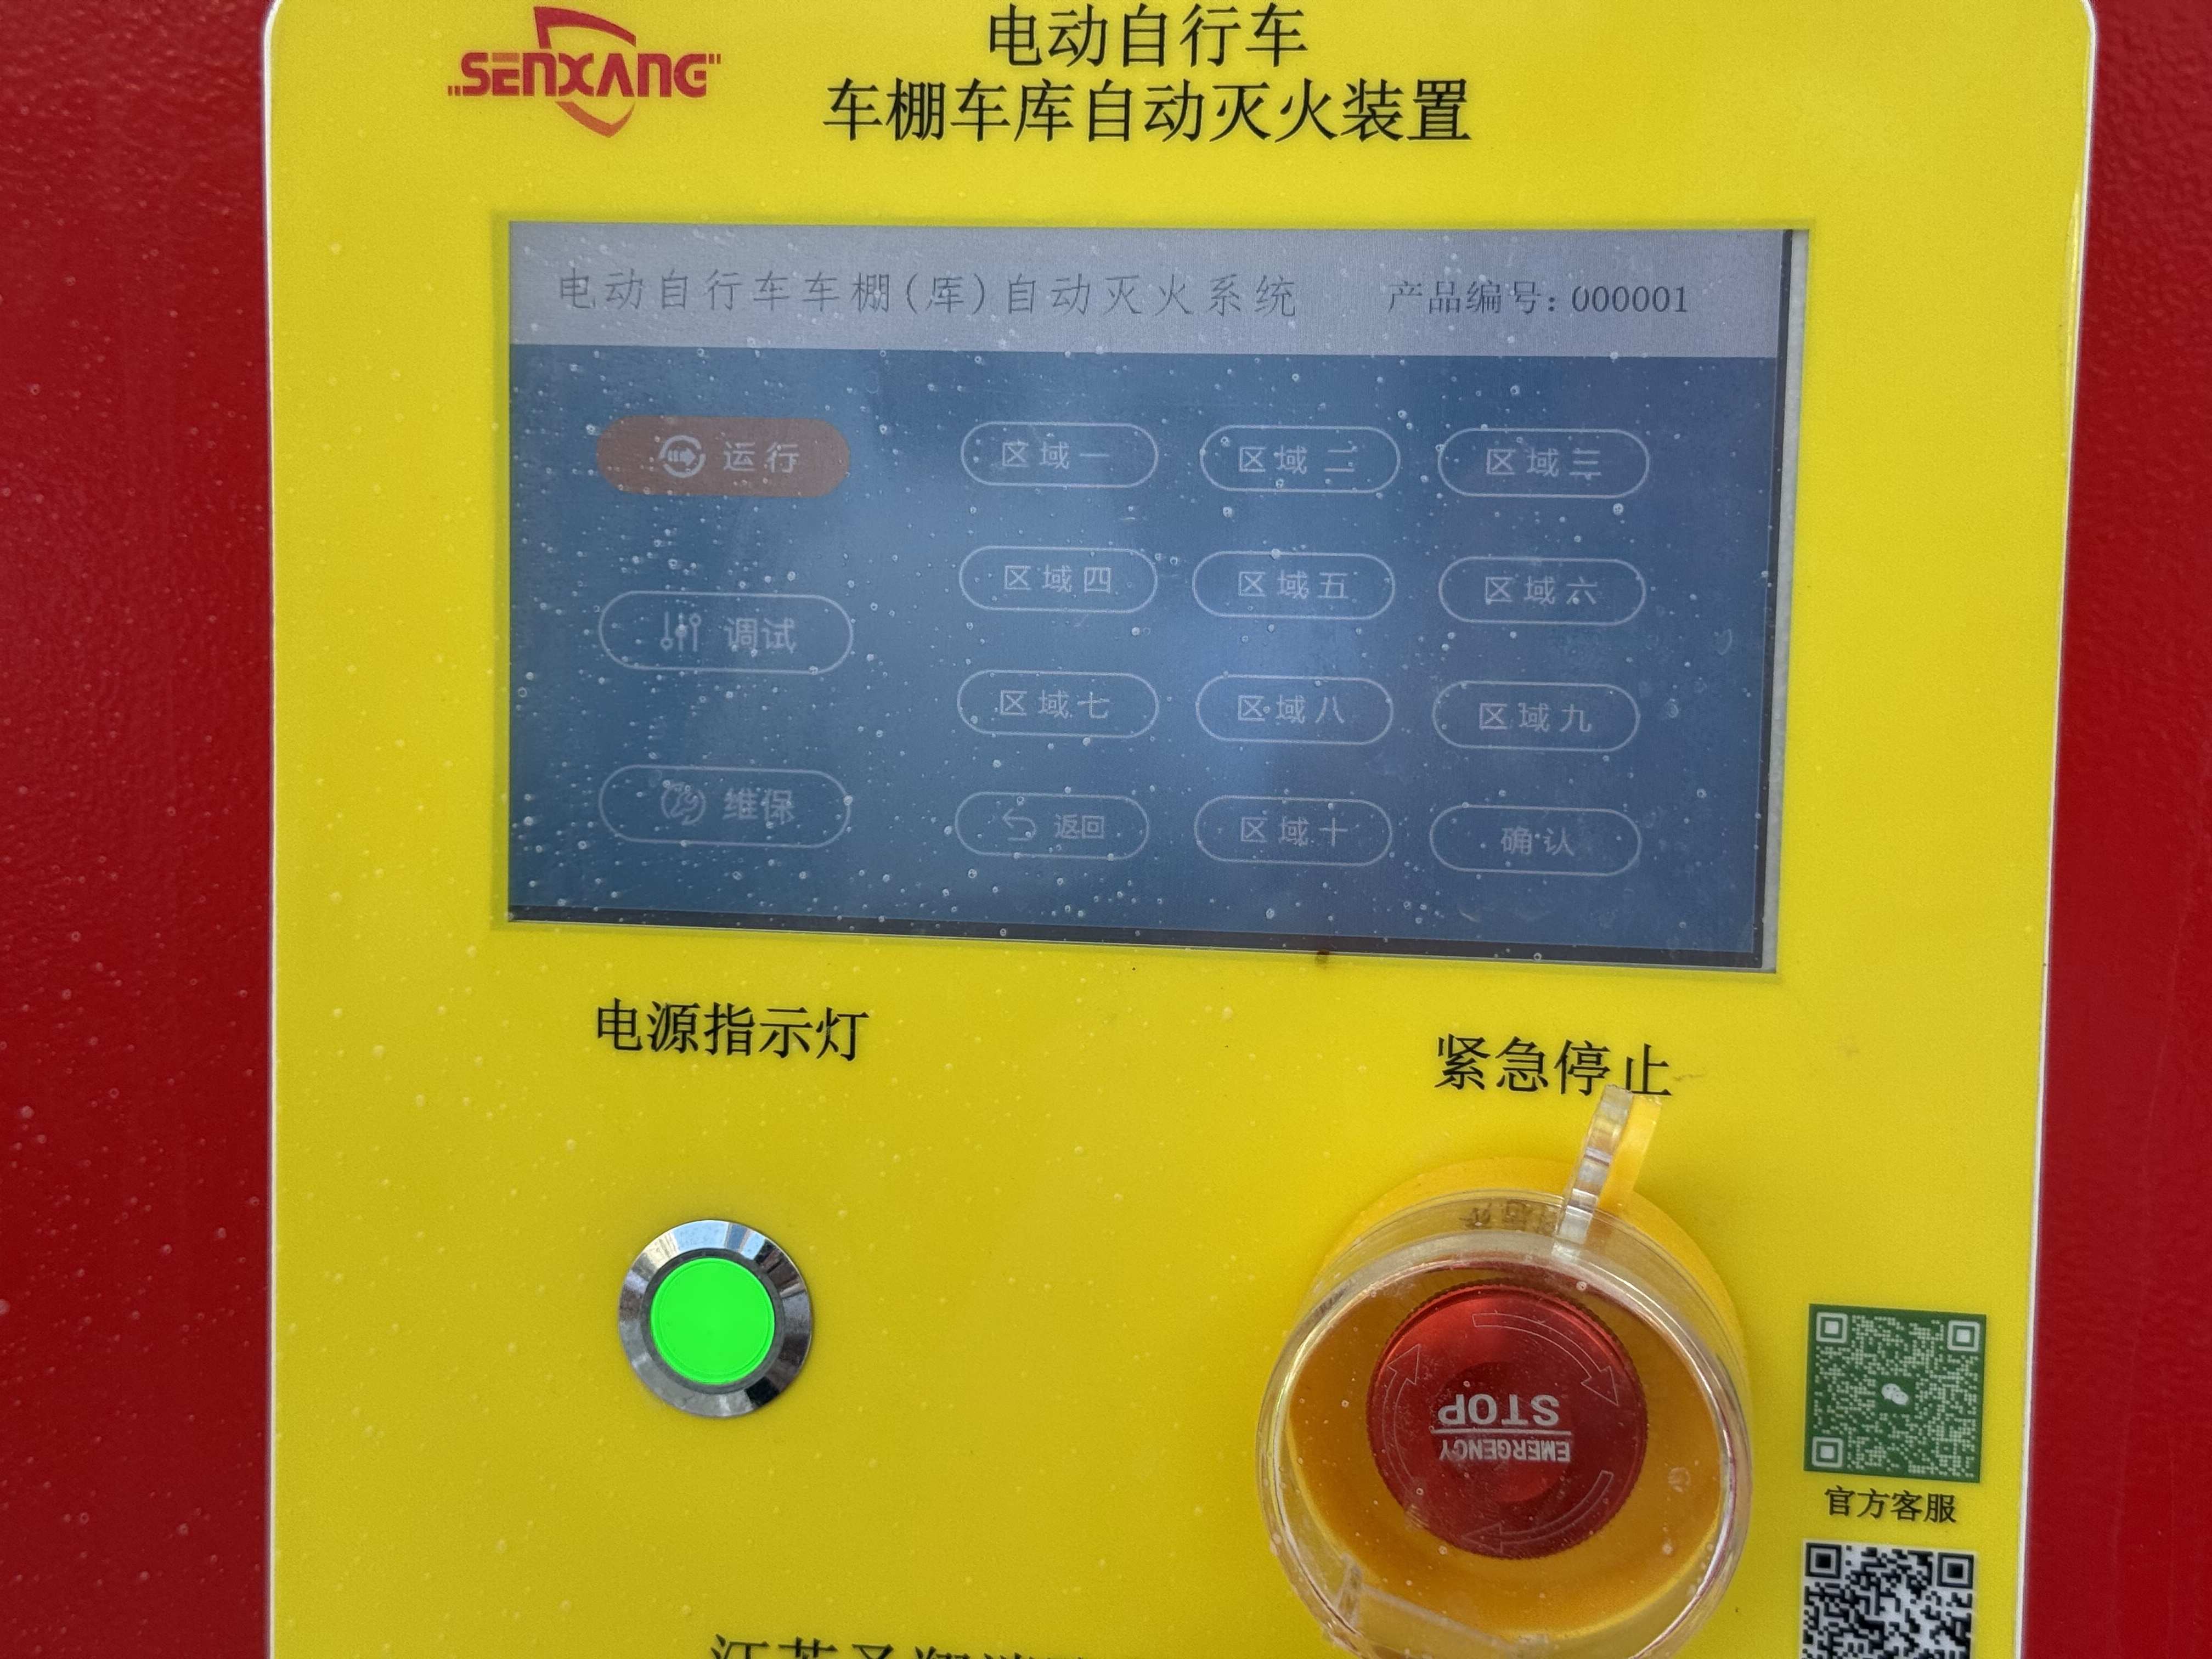 "SENXANG"
电动自行车
车棚车库自动灭火装置
电动自行车车棚(库)自动灭火系统 产品编号: 000001
运行 区域一 区域二 区域三
调试 区域四 区域五 区域六
区域七 区域八 区域九
维保 返回 区域十 确认
电源指示灯
紧急停止
EMERGENCY
STOP
官方客服